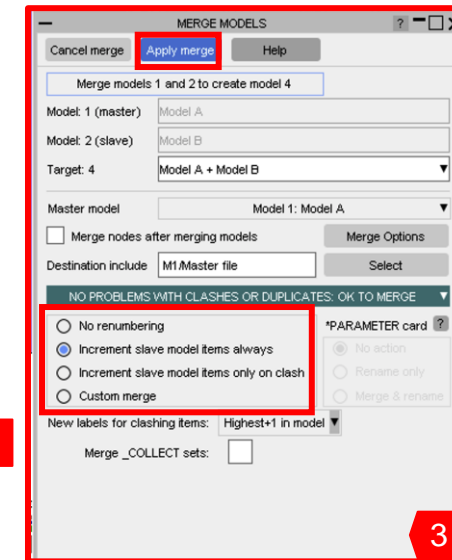 MERGE MODELS ?
Cancel merge Apply merge Help
Merge models 1 and 2 to create model 4
Model: 1 (master) Model A
Model: 2 (slave) Model B
Target: 4 Model A + Model B
Master model Model 1: Model A
Merge nodes after merging models Merge Options
Destination include M1/Master file Select
NO PROBLEMS WITH CLASHES OR DUPLICATES: OK TO MERGE
No renumbering *PARAMETER card ?
Increment slave model items always No action
Increment slave model items only on clash Rename only
Custom merge Merge & rename
New labels for clashing items: Highest+1 in model
Merge _COLLECT sets:
3